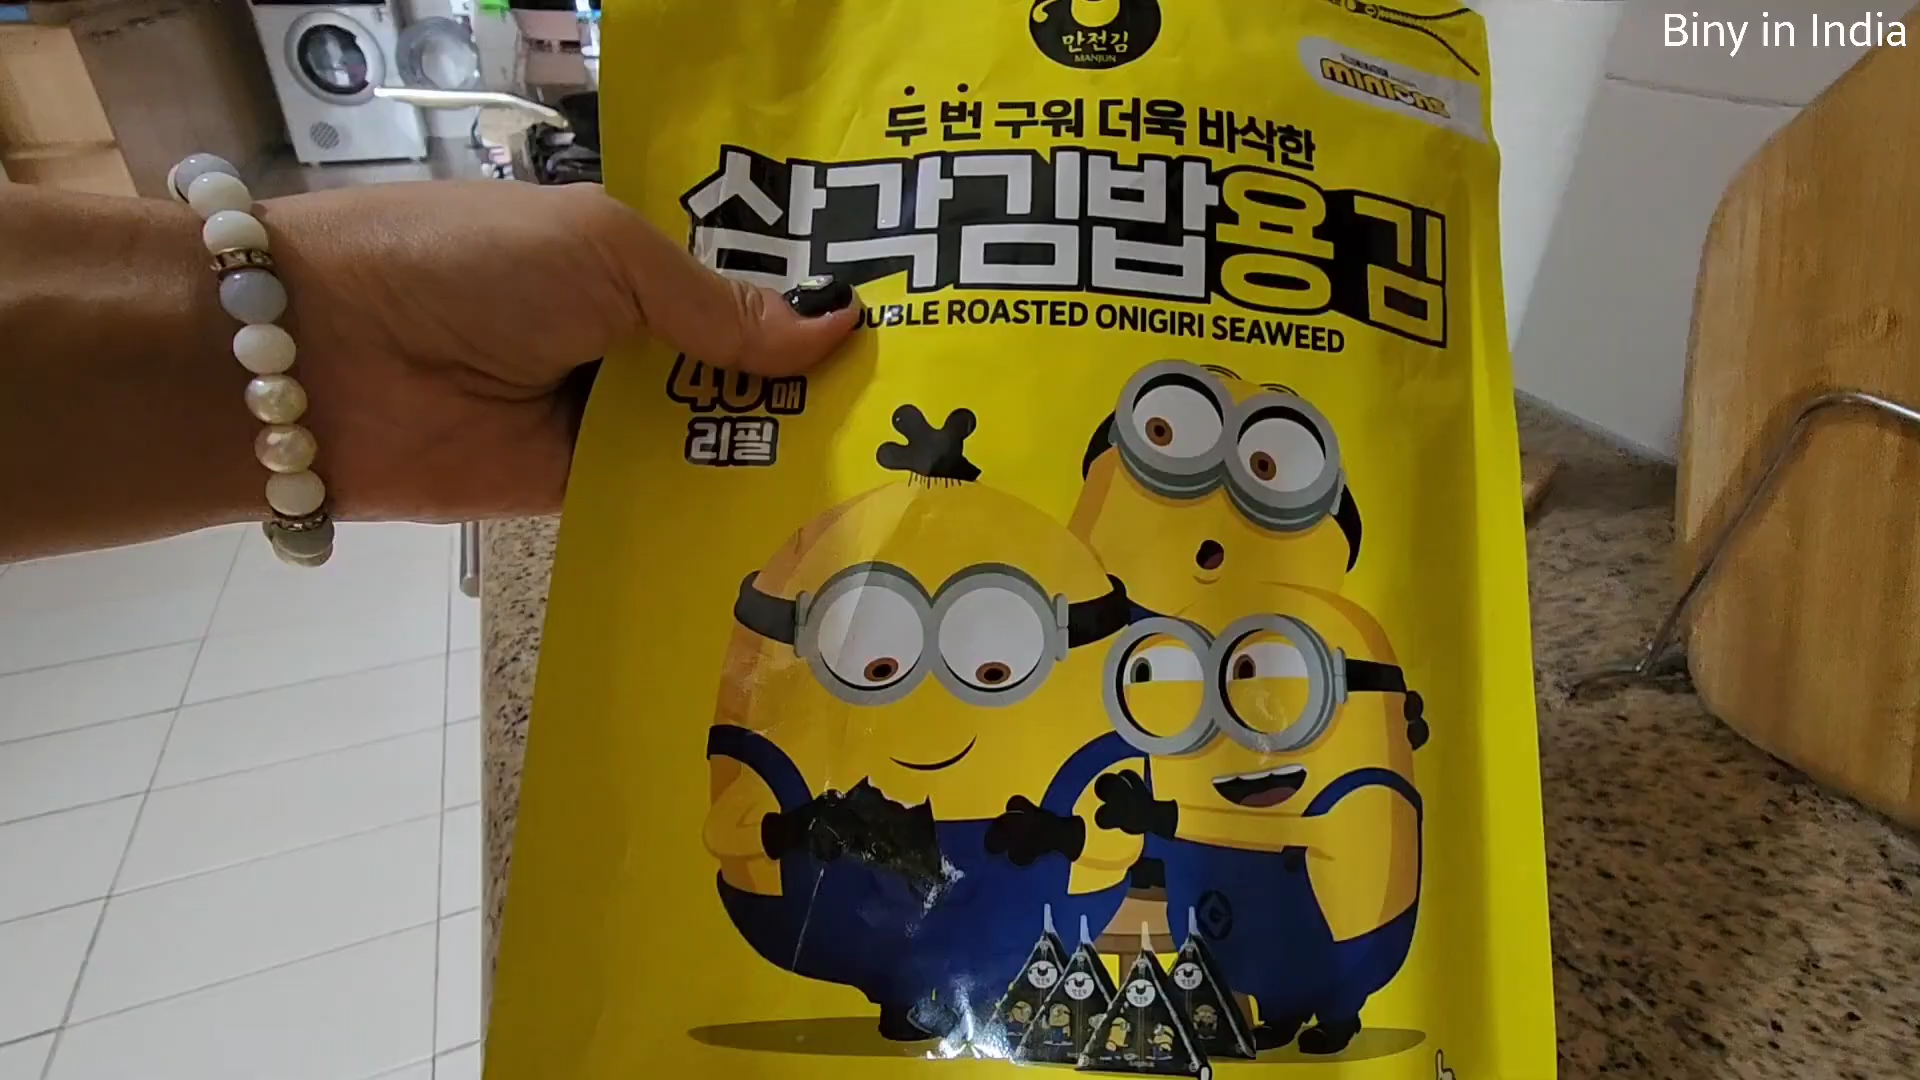 Biny in India
만전김
MANJUN
minions
두 번 구워 더욱 바삭한
삼각김밥용 김
DOUBLE ROASTED ONIGIRI SEAWEED
40매
리필